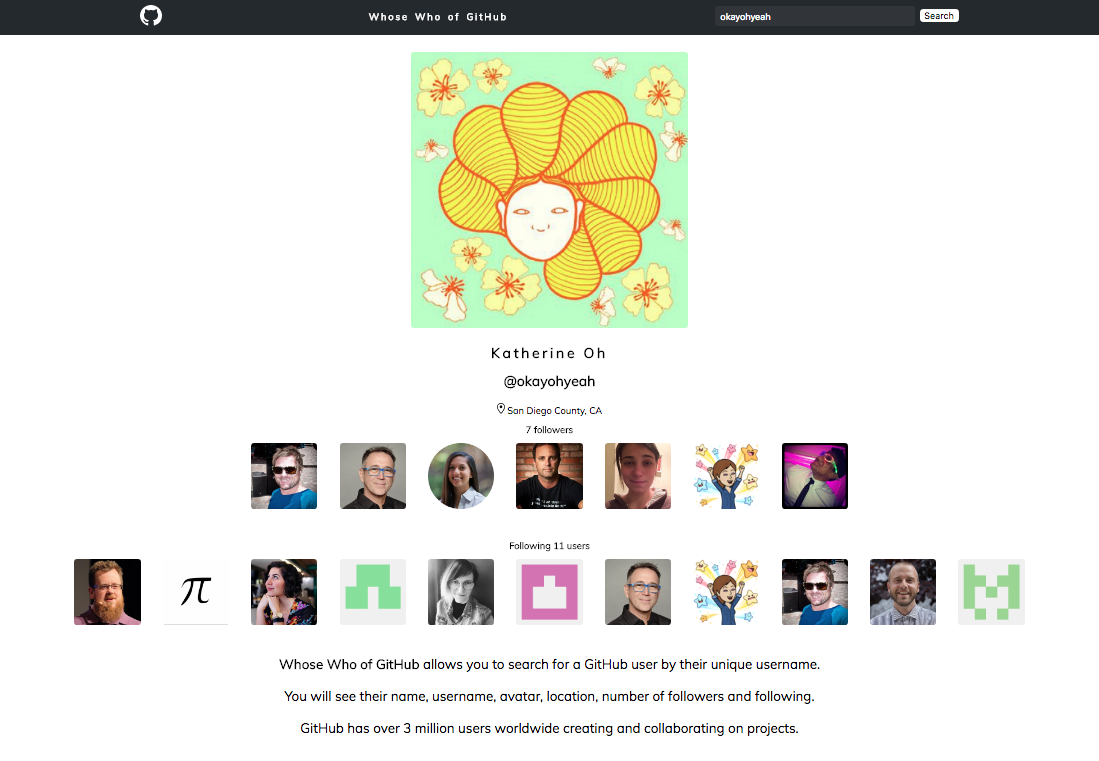 Whose Who of GitHub
okayohyeah
Search
Katherine Oh
@okayohyeah
San Diego County, CA
7 followers
Following 11 users
π
Whose Who of GitHub allows you to search for a GitHub user by their unique username.
You will see their name, username, avatar, location, number of followers and following.
GitHub has over 3 million users worldwide creating and collaborating on projects.